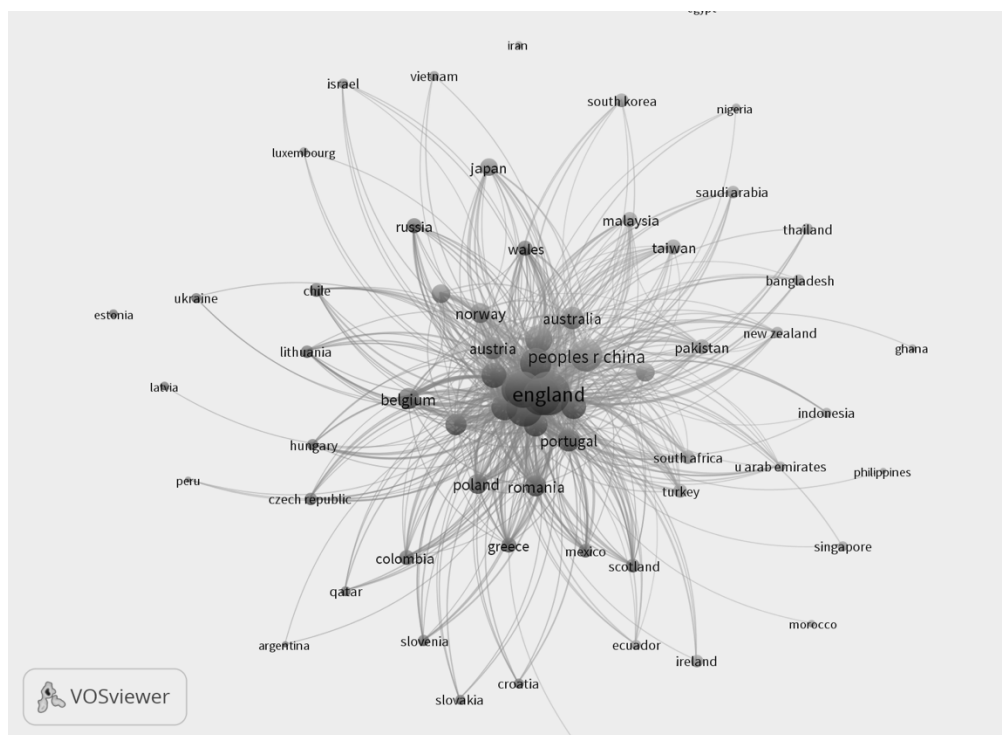 egypt
iran
vietnam
israel
south korea
nigeria
luxembourg
japan
saudi arabia
russia
malaysia
thailand
wales
taiwan
bangladesh
chile
ukraine
estonia
norway
australia
new zealand
lithuania
austria
peoples r china
pakistan
ghana
latvia
england
belgium
indonesia
hungary
portugal
south africa
u arab emirates
philippines
peru
czech republic
poland
romania
turkey
greece
mexico
singapore
colombia
scotland
qatar
morocco
argentina
slovenia
ecuador
ireland
croatia
slovakia
VOSviewer